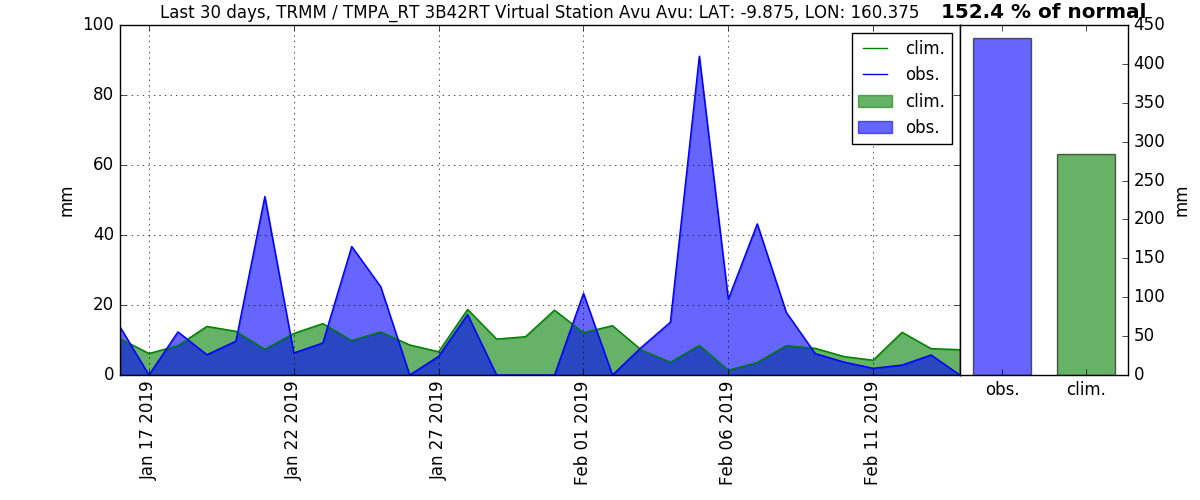 Last 30 days, TRMM / TMPA_RT 3B42RT Virtual Station Avu Avu: LAT: -9.875, LON: 160.375
152.4 % of normal
100
80
60
40
20
0
mm
clim.
obs.
clim.
obs.
Jan 17 2019
Jan 22 2019
Jan 27 2019
Feb 01 2019
Feb 06 2019
Feb 11 2019
450
400
350
300
250
200
150
100
50
0
mm
obs.
clim.